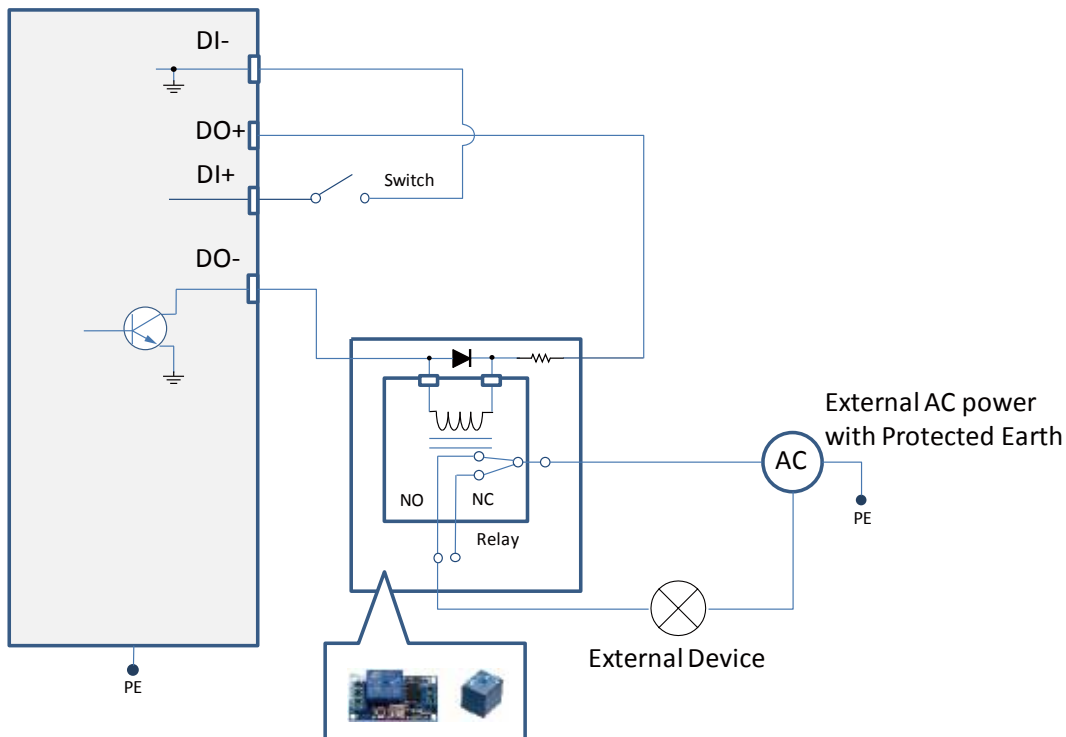 DI-
DO+
DI+
Switch
DO-
External AC power
with Protected Earth
AC
NO
NC
PE
Relay
External Device
PE